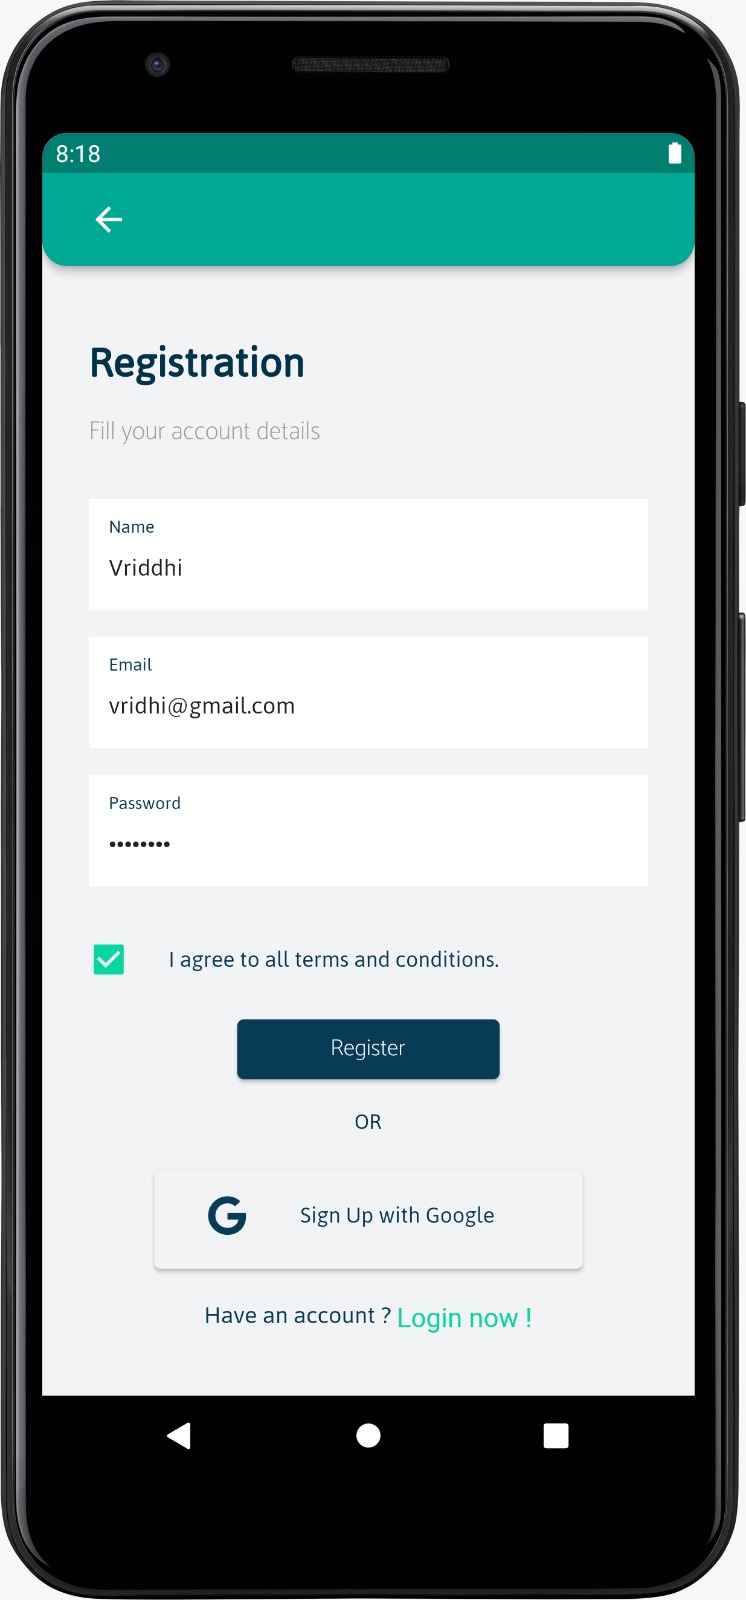 8:18
Registration
Fill your account details
Name
Vriddhi
Email
vridhi@gmail.com
Password
••••••••
I agree to all terms and conditions.
Register
OR
Sign Up with Google
Have an account ? Login now !